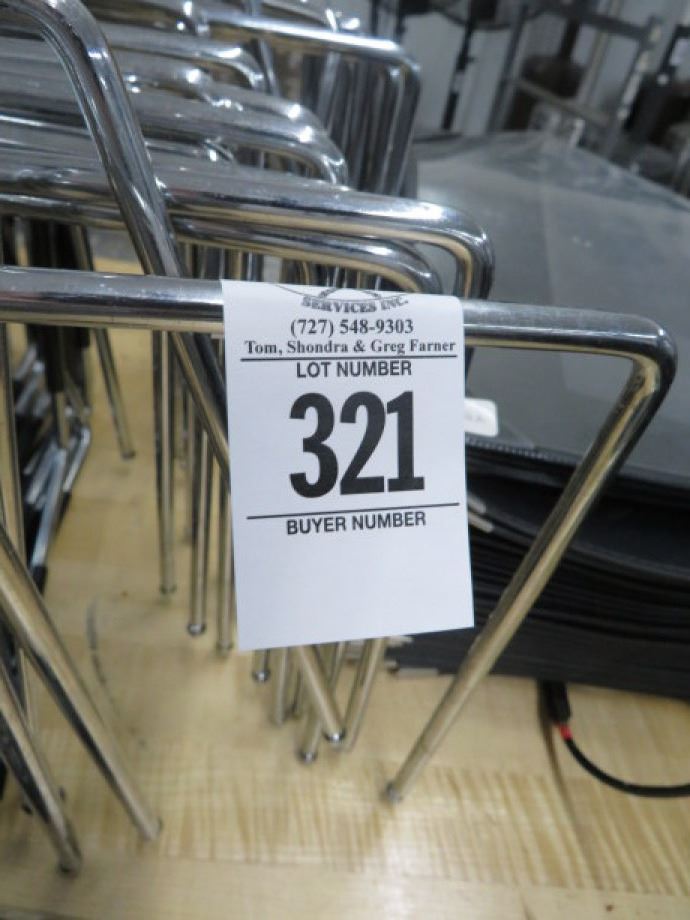 SERVICES INC.
(727) 548-9303
Tom, Shondra & Greg Farner
LOT NUMBER
321
BUYER NUMBER